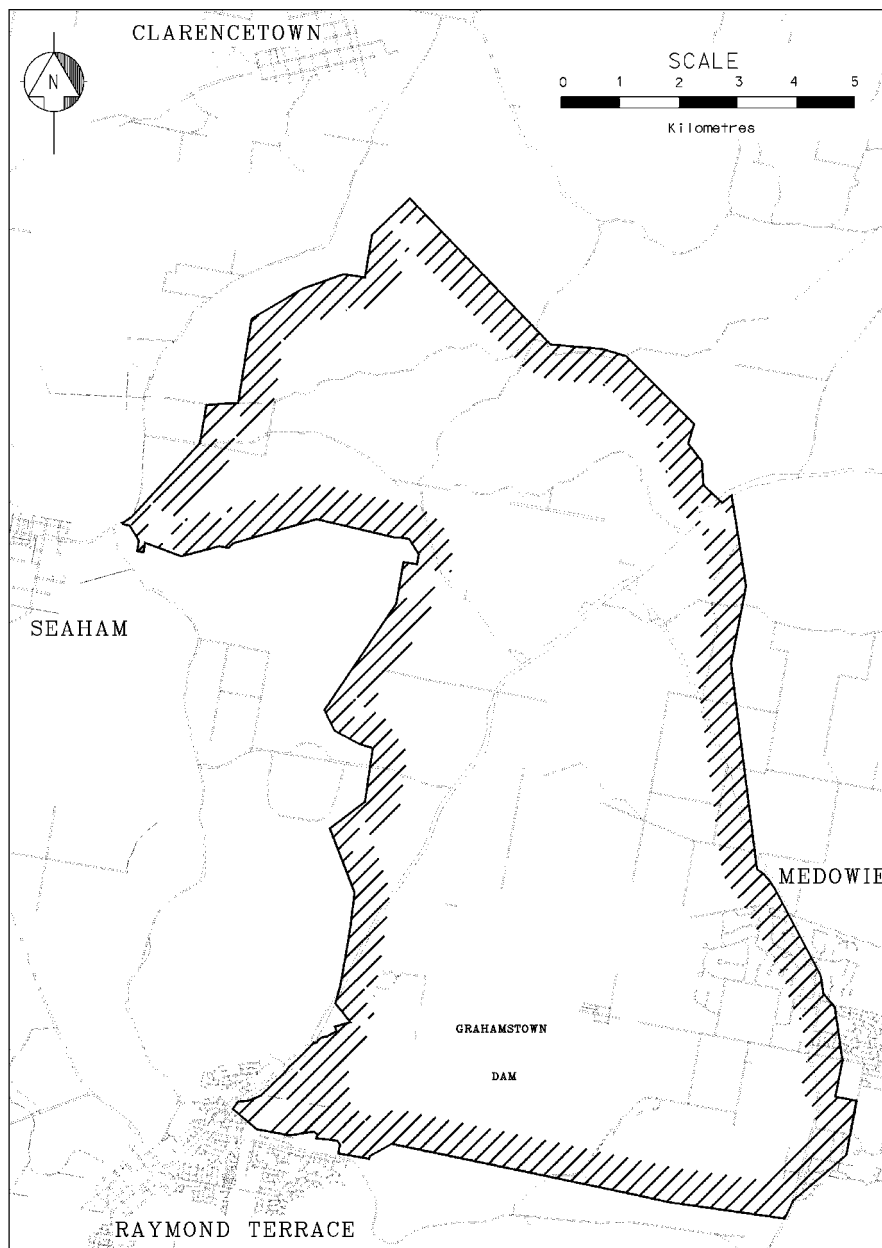 CLARENCETOWN
N
SCALE
0 1 2 3 4 5
Kilometres
SEAHAM
MEDOWIE
GRAHAMSTOWN
DAM
RAYMOND TERRACE